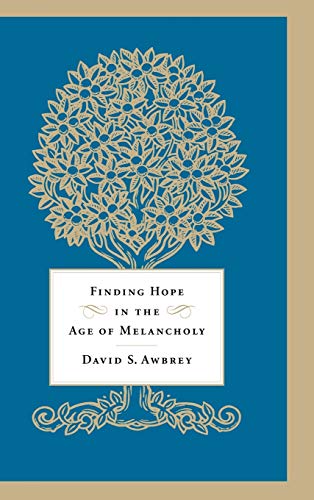 Finding Hope
in the
Age of Melancholy
David S. Awbrey